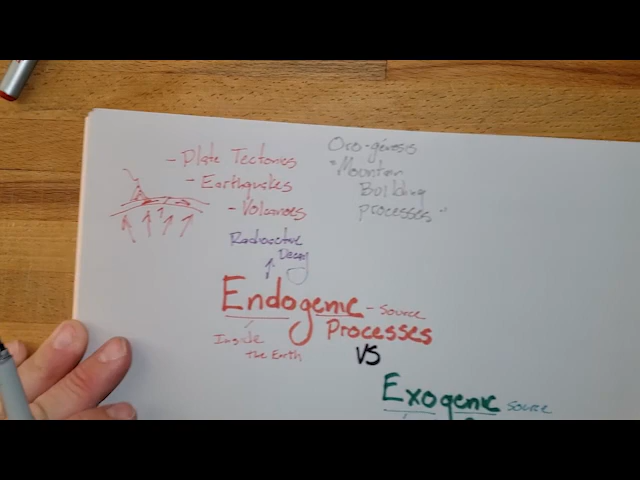 - Plate Tectonics
- Earthquakes
- Volcanoes
Oro-génesis
"Mountain
Building
processes"
Radioactive
Decay
Endogenic - source
Processes
Inside
the Earth
VS
Exogenic source